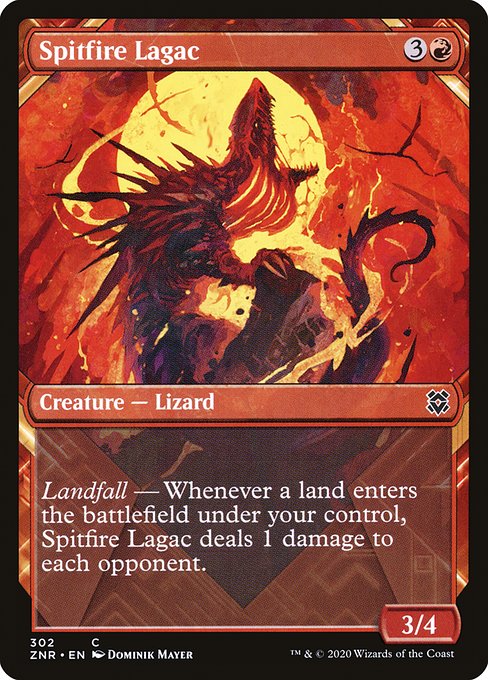 Spitfire Lagac 3
Creature — Lizard
Landfall — Whenever a land enters
the battlefield under your control,
Spitfire Lagac deals 1 damage to
each opponent.
3/4
302 C
ZNR • EN Dominik Mayer ™ & © 2020 Wizards of the Coast